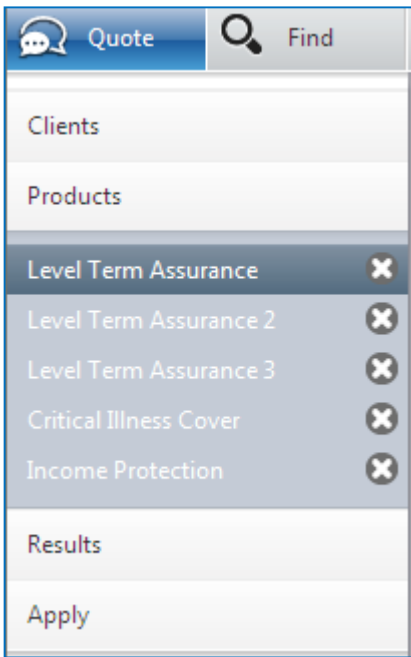 Quote
Find
Clients
Products
Level Term Assurance
Level Term Assurance 2
Level Term Assurance 3
Critical Illness Cover
Income Protection
Results
Apply